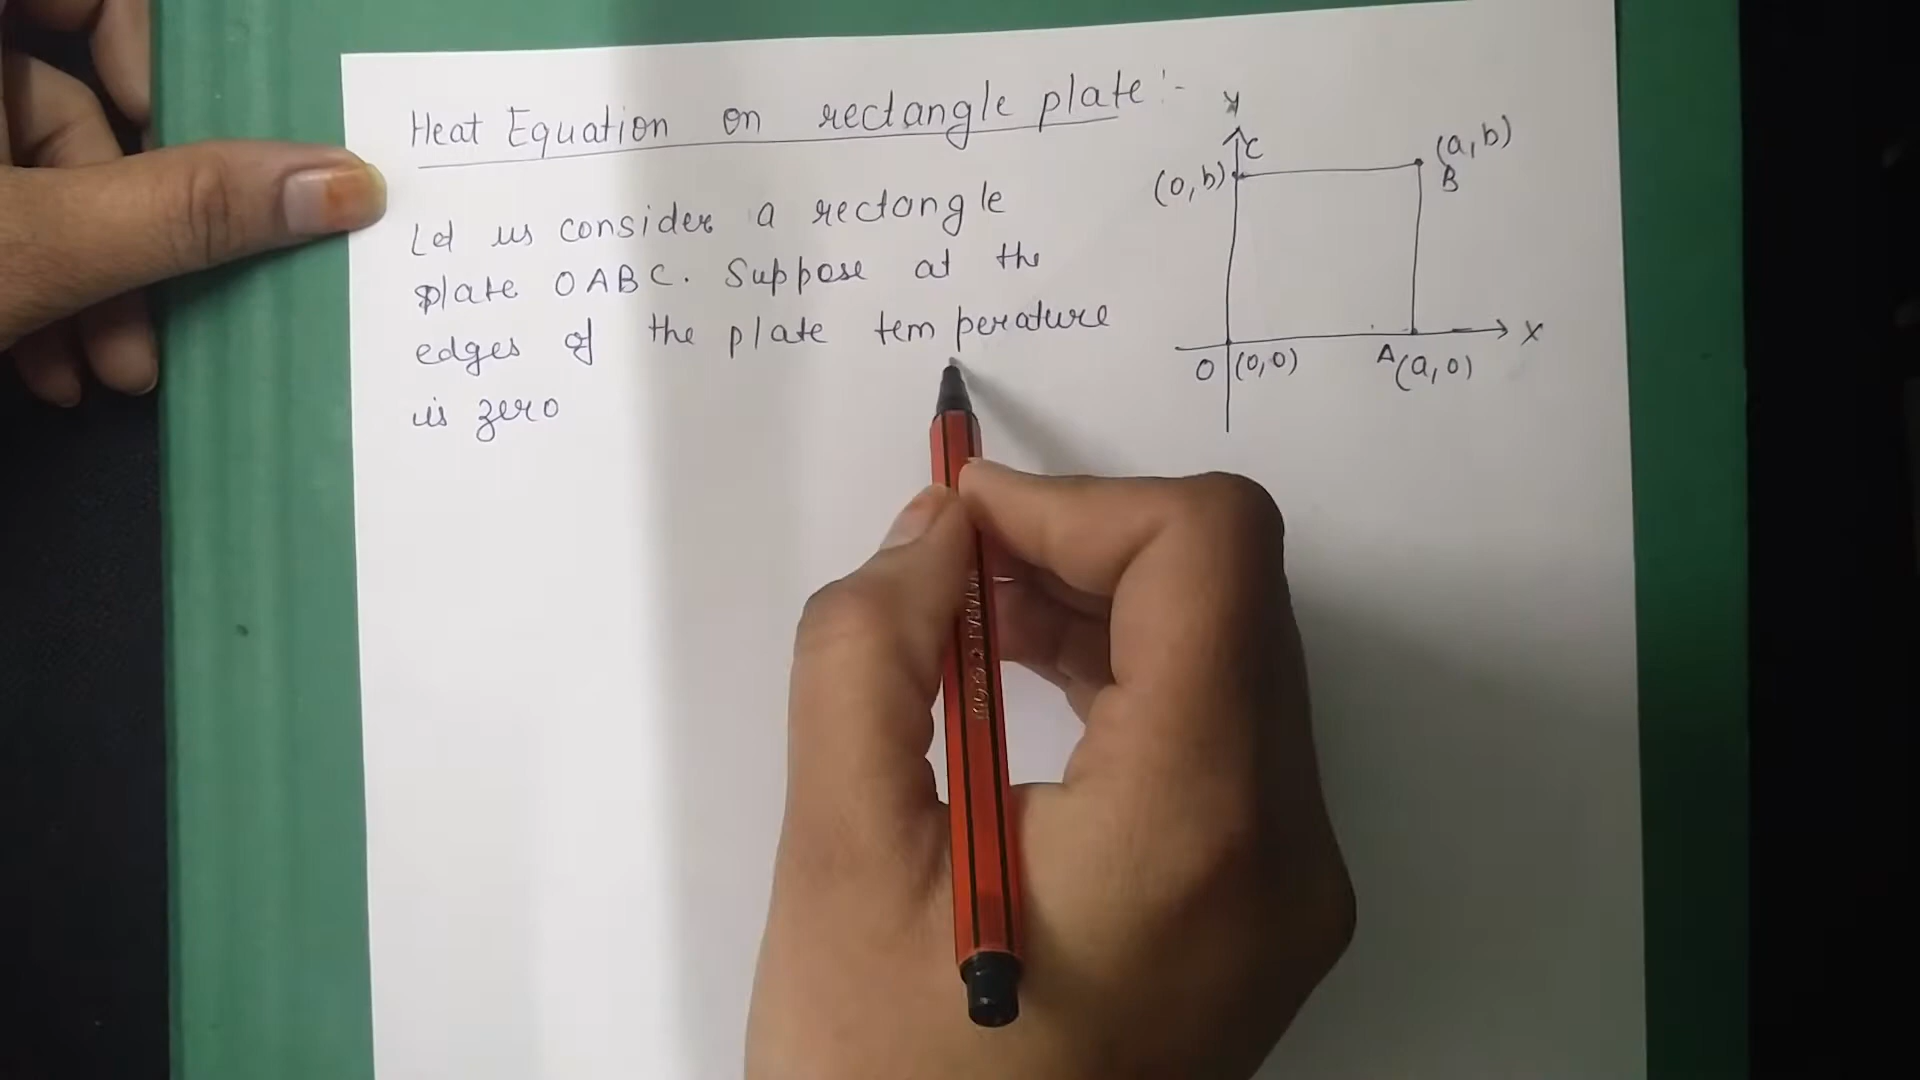 Heat Equation on rectangle plate :-
Let us consider a rectangle
plate OABC. Suppose at the
edges of the plate temperature
is zero
Y
C
(0,b)
(a,b)
B
X
O (0,0)
A (a,0)
NATARAJ